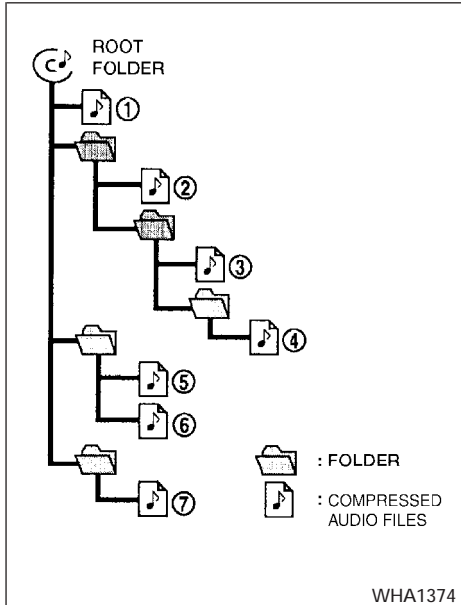 ROOT
FOLDER
①
②
③
④
⑤
⑥
⑦
: FOLDER
: COMPRESSED
AUDIO FILES
WHA1374